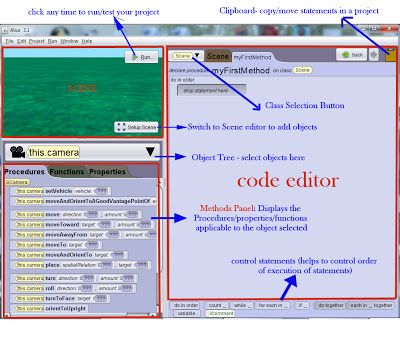 click any time to run/test your project
Clipboard- copy/move statements in a project
Alice 3.1
File Edit Project Run Window Help
Run...
scene
Setup Scene
Scene Scene myFirstMethod
back
declare procedure myFirstMethod on class Scene
do in order
drop statement here
Class Selection Button
Switch to Scene editor to add objects
this.camera
Object Tree - select objects here
code editor
Methods Panel: Displays the
Procedures/properties/functions
applicable to the object selected
Procedures Functions Properties
SCamera
this.camera setVehicle vehicle: ???
this.camera moveAndOrientToAGoodVantagePointOf
this.camera move direction: ??? , amount: ???
this.camera moveToward target: ??? , amount:
this.camera moveAwayFrom target: ??? , amount
this.camera moveTo target: ???
this.camera moveAndOrientTo target: ???
this.camera place spatialRelation: ??? , target: ???
this.camera turn direction: ??? , amount: ???
this.camera roll direction: ??? , amount: ???
this.camera turnToFace target: ???
this.camera orientToUpright
control statements (helps to control order
of execution of statements)
do in order count _ while _ for each in _ if _ do together each in _ together
variable //comment